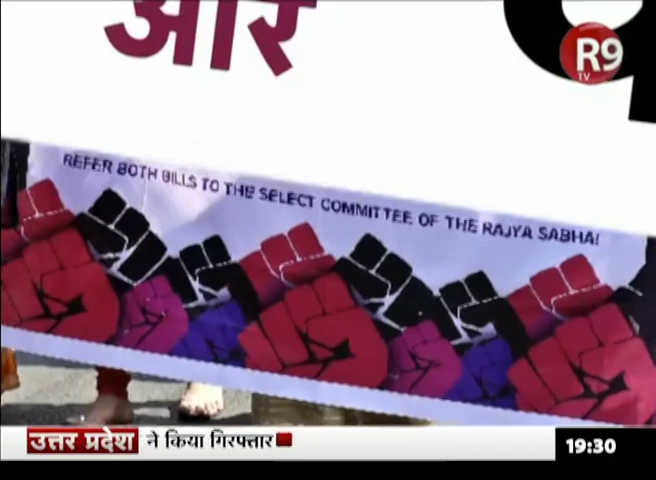 और
R9
TV
REFER BOTH BILLS TO THE SELECT COMMITTEE OF THE RAJYA SABHA!
उत्तर प्रदेश ने किया गिरफ्तार
19:30